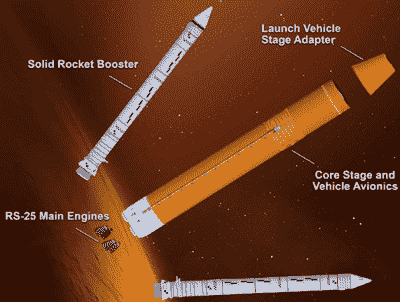 Launch Vehicle
Stage Adapter
Solid Rocket Booster
Core Stage and
Vehicle Avionics
RS-25 Main Engines